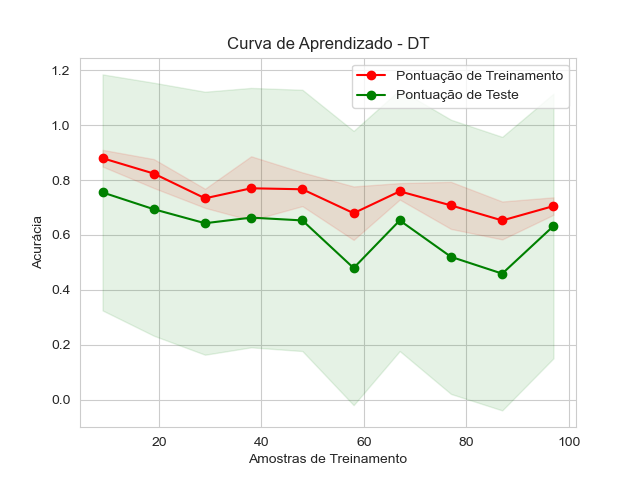 Curva de Aprendizado - DT
Pontuação de Treinamento
Pontuação de Teste
Acurácia
1.2
1.0
0.8
0.6
0.4
0.2
0.0
20 40 60 80 100
Amostras de Treinamento